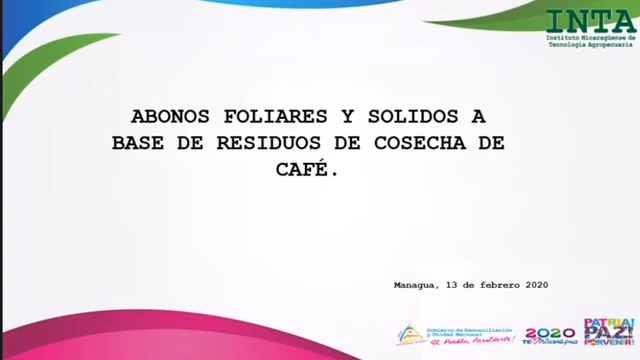 INTA
Instituto Nicaragüense de
Tecnología Agropecuaria
ABONOS FOLIARES Y SOLIDOS A
BASE DE RESIDUOS DE COSECHA DE
CAFÉ.
Managua, 13 de febrero 2020
Gobierno de Reconciliación
y Unidad Nacional
El Pueblo, Presidente!
2020
PATRIA!
PAZ!
PORVENIR!